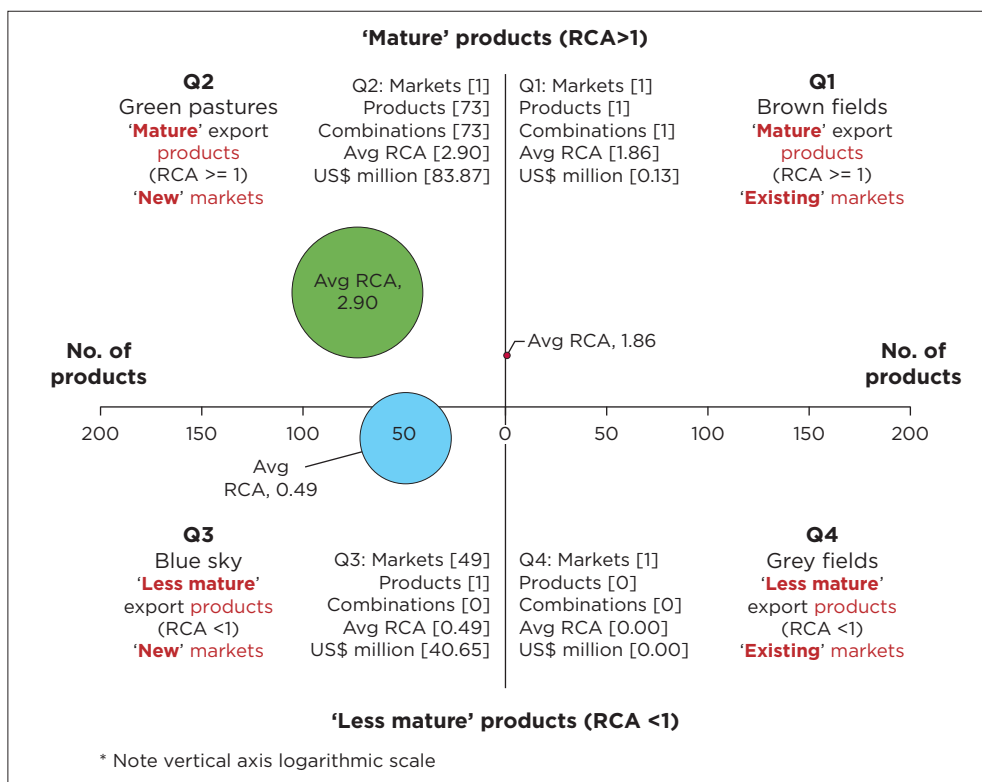 ‘Mature’ products (RCA>1)
Q2
Green pastures
‘Mature’ export
products
(RCA >= 1)
‘New’ markets
Q2: Markets [1]
Products [73]
Combinations [73]
Avg RCA [2.90]
US$ million [83.87]
Q1: Markets [1]
Products [1]
Combinations [1]
Avg RCA [1.86]
US$ million [0.13]
Q1
Brown fields
‘Mature’ export
products
(RCA >= 1)
‘Existing’ markets
Avg RCA,
2.90
Avg RCA, 1.86
No. of
products
No. of
products
200 150 100 50 0 50 100 150 200
Avg
RCA, 0.49
Q3
Blue sky
‘Less mature’
export products
(RCA <1)
‘New’ markets
Q3: Markets [49]
Products [1]
Combinations [0]
Avg RCA [0.49]
US$ million [40.65]
Q4: Markets [1]
Products [0]
Combinations [0]
Avg RCA [0.00]
US$ million [0.00]
Q4
Grey fields
‘Less mature’
export products
(RCA <1)
‘Existing’ markets
‘Less mature’ products (RCA <1)
* Note vertical axis logarithmic scale